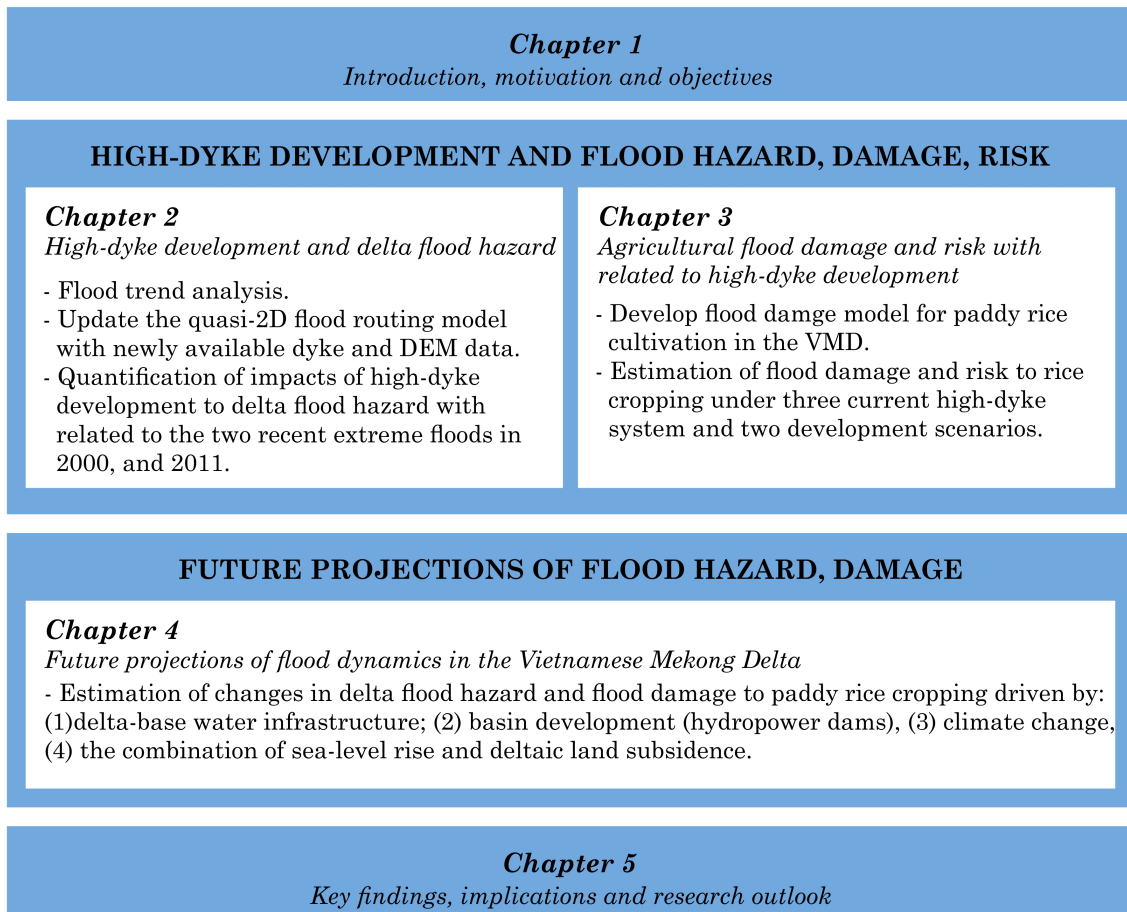 Chapter 1
Introduction, motivation and objectives
HIGH-DYKE DEVELOPMENT AND FLOOD HAZARD, DAMAGE, RISK
Chapter 2
High-dyke development and delta flood hazard
- Flood trend analysis.
- Update the quasi-2D flood routing model
with newly available dyke and DEM data.
- Quantification of impacts of high-dyke
development to delta flood hazard with
related to the two recent extreme floods in
2000, and 2011.
Chapter 3
Agricultural flood damage and risk with
related to high-dyke development
- Develop flood damge model for paddy rice
cultivation in the VMD.
- Estimation of flood damage and risk to rice
cropping under three current high-dyke
system and two development scenarios.
FUTURE PROJECTIONS OF FLOOD HAZARD, DAMAGE
Chapter 4
Future projections of flood dynamics in the Vietnamese Mekong Delta
- Estimation of changes in delta flood hazard and flood damage to paddy rice cropping driven by:
(1)delta-base water infrastructure; (2) basin development (hydropower dams), (3) climate change,
(4) the combination of sea-level rise and deltaic land subsidence.
Chapter 5
Key findings, implications and research outlook